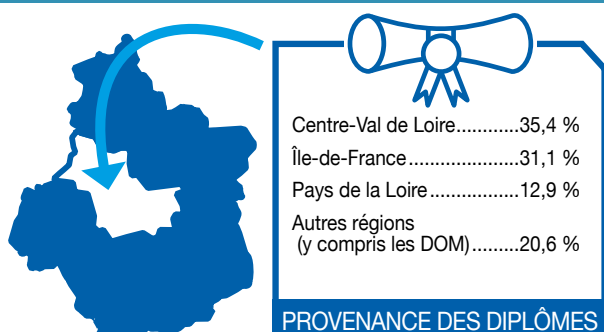 Centre-Val de Loire............35,4 %
Île-de-France....................31,1 %
Pays de la Loire................12,9 %
Autres régions
(y compris les DOM).........20,6 %
PROVENANCE DES DIPLÔMES